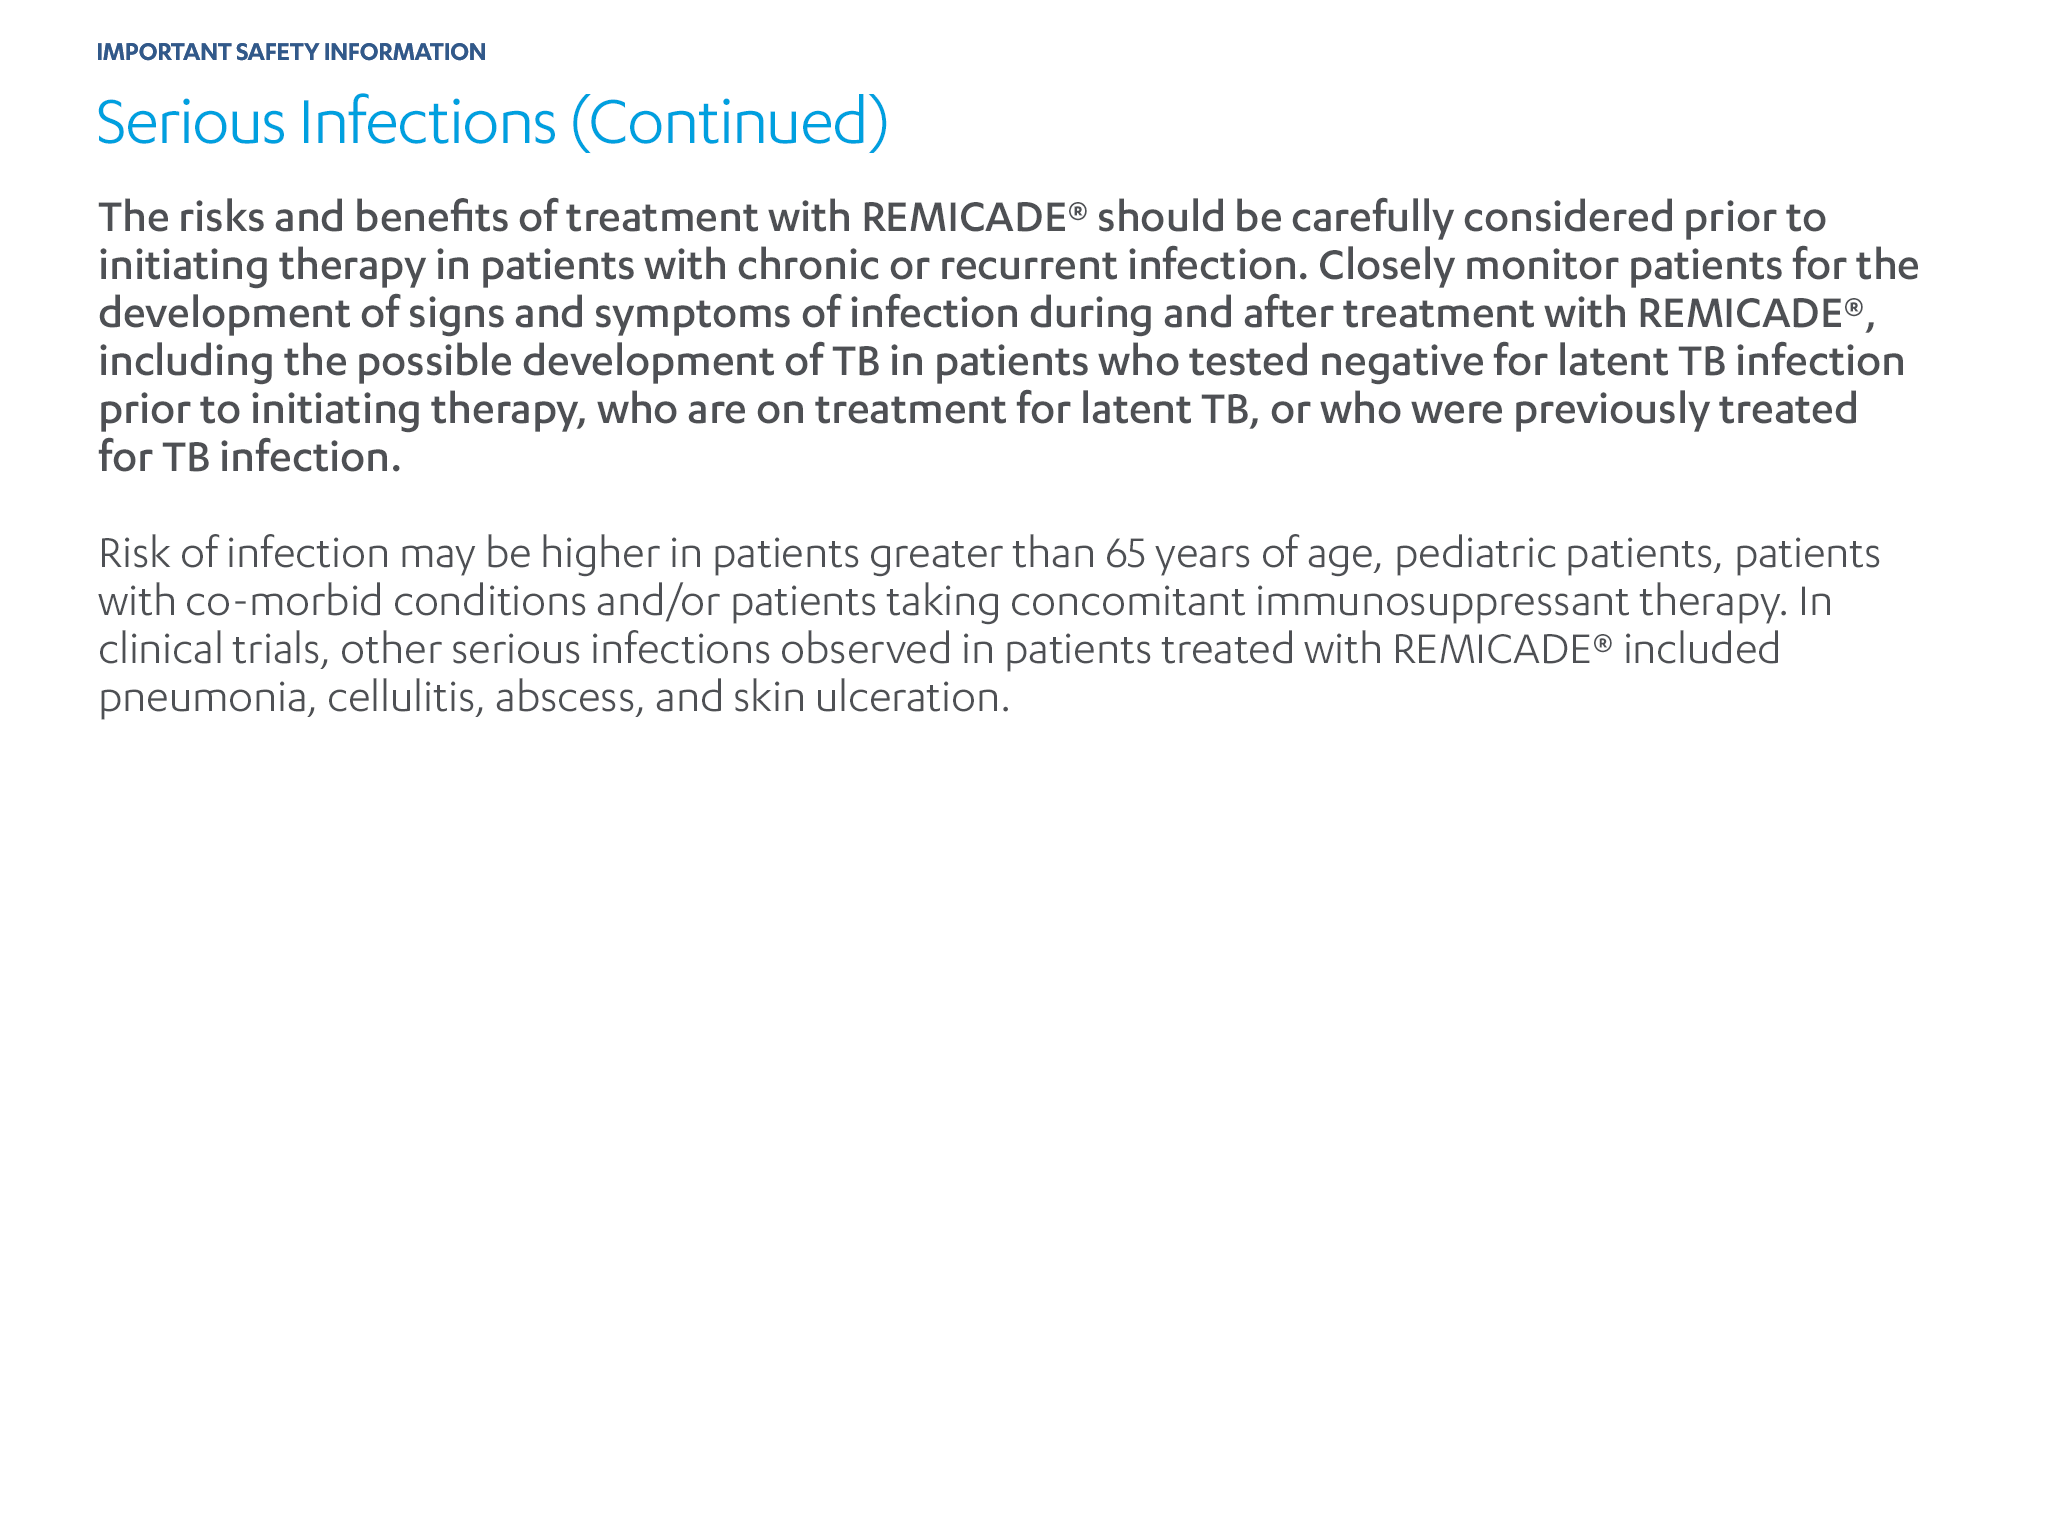 IMPORTANT SAFETY INFORMATION
Serious Infections (Continued)
The risks and benefits of treatment with REMICADE® should be carefully considered prior to
initiating therapy in patients with chronic or recurrent infection. Closely monitor patients for the
development of signs and symptoms of infection during and after treatment with REMICADE®,
including the possible development of TB in patients who tested negative for latent TB infection
prior to initiating therapy, who are on treatment for latent TB, or who were previously treated
for TB infection.
Risk of infection may be higher in patients greater than 65 years of age, pediatric patients, patients
with co-morbid conditions and/or patients taking concomitant immunosuppressant therapy. In
clinical trials, other serious infections observed in patients treated with REMICADE® included
pneumonia, cellulitis, abscess, and skin ulceration.